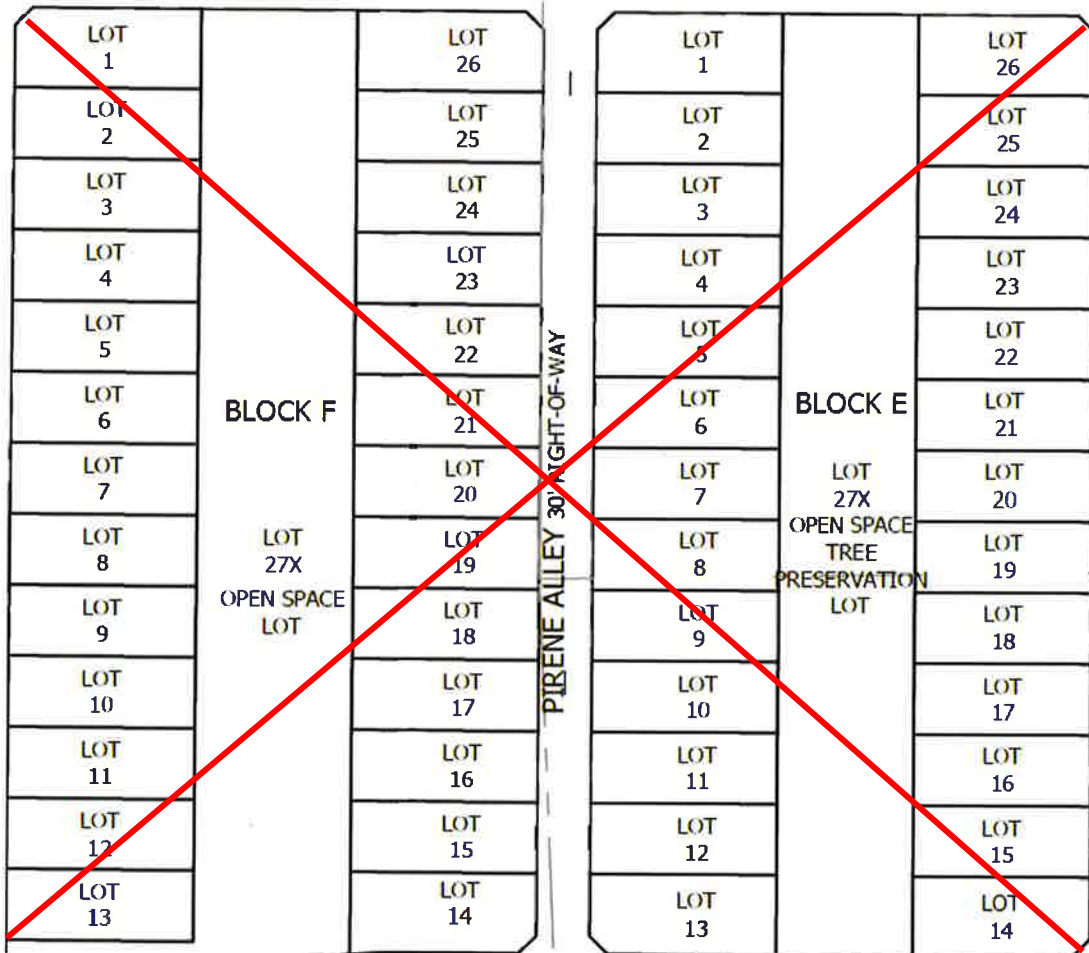 LOT
1
LOT
2
LOT
3
LOT
4
LOT
5
LOT
6
LOT
7
LOT
8
LOT
9
LOT
10
LOT
11
LOT
12
LOT
13
BLOCK F
LOT
27X
OPEN SPACE
LOT
LOT
26
LOT
25
LOT
24
LOT
23
LOT
22
LOT
21
LOT
20
LOT
19
LOT
18
LOT
17
LOT
16
LOT
15
LOT
14
PIRENE ALLEY 30' RIGHT-OF-WAY
LOT
1
LOT
2
LOT
3
LOT
4
LOT
5
LOT
6
LOT
7
LOT
8
LOT
9
LOT
10
LOT
11
LOT
12
LOT
13
BLOCK E
LOT
27X
OPEN SPACE
TREE
PRESERVATION
LOT
LOT
26
LOT
25
LOT
24
LOT
23
LOT
22
LOT
21
LOT
20
LOT
19
LOT
18
LOT
17
LOT
16
LOT
15
LOT
14